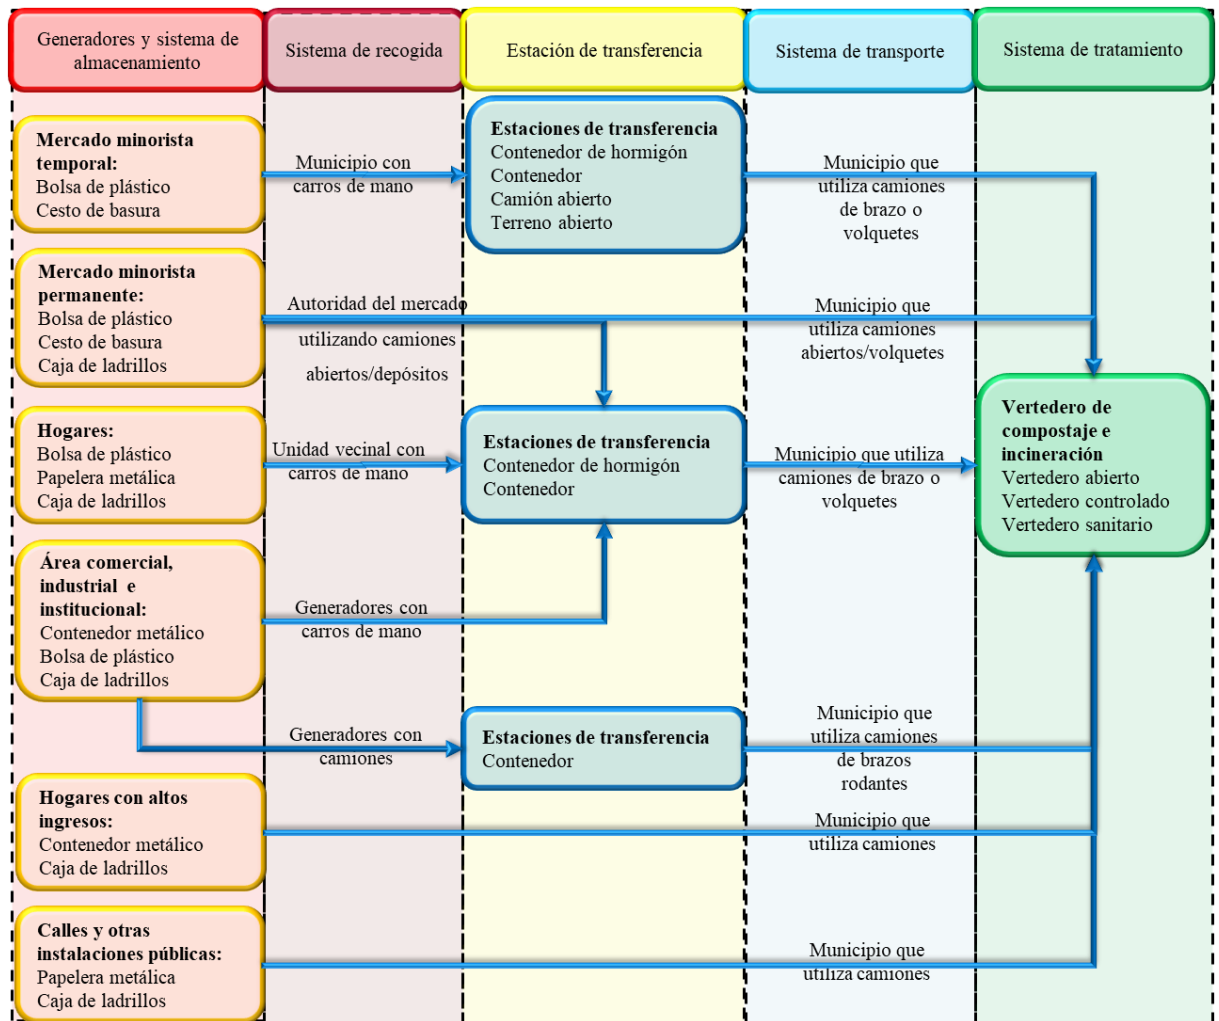 Generadores y sistema de
almacenamiento
Sistema de recogida
Estación de transferencia
Sistema de transporte
Sistema de tratamiento
Mercado minorista
temporal:
Bolsa de plástico
Cesto de basura
Municipio con
carros de mano
Estaciones de transferencia
Contenedor de hormigón
Contenedor
Camión abierto
Terreno abierto
Municipio que
utiliza camiones
de brazo o
volquetes
Mercado minorista
permanente:
Bolsa de plástico
Cesto de basura
Caja de ladrillos
Autoridad del mercado
utilizando camiones
abiertos/depósitos
Municipio que
utiliza camiones
abiertos/volquetes
Hogares:
Bolsa de plástico
Papelera metálica
Caja de ladrillos
Unidad vecinal con
carros de mano
Estaciones de transferencia
Contenedor de hormigón
Contenedor
Municipio que utiliza
camiones de brazo o
volquetes
Vertedero de
compostaje e
incineración
Vertedero abierto
Vertedero controlado
Vertedero sanitario
Área comercial,
industrial e
institucional:
Contenedor metálico
Bolsa de plástico
Caja de ladrillos
Generadores con
carros de mano
Generadores con
camiones
Estaciones de transferencia
Contenedor
Municipio que
utiliza camiones
de brazos
rodantes
Hogares con altos
ingresos:
Contenedor metálico
Caja de ladrillos
Municipio que
utiliza camiones
Calles y otras
instalaciones públicas:
Papelera metálica
Caja de ladrillos
Municipio que
utiliza camiones